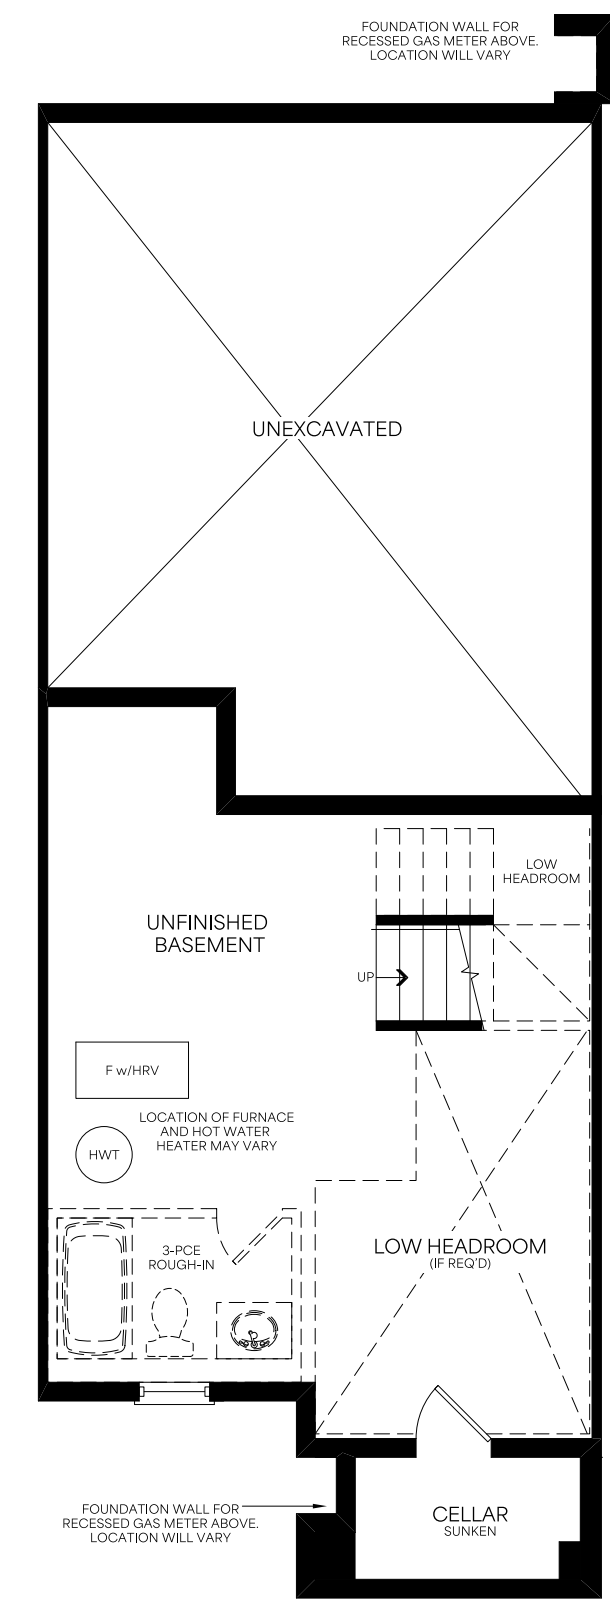 FOUNDATION WALL FOR
RECESSED GAS METER ABOVE.
LOCATION WILL VARY
UNEXCAVATED
LOW
HEADROOM
UNFINISHED
BASEMENT
UP
F w/HRV
LOCATION OF FURNACE
AND HOT WATER
HEATER MAY VARY
HWT
3-PCE
ROUGH-IN
LOW HEADROOM
(IF REQ'D)
FOUNDATION WALL FOR
RECESSED GAS METER ABOVE.
LOCATION WILL VARY
CELLAR
SUNKEN